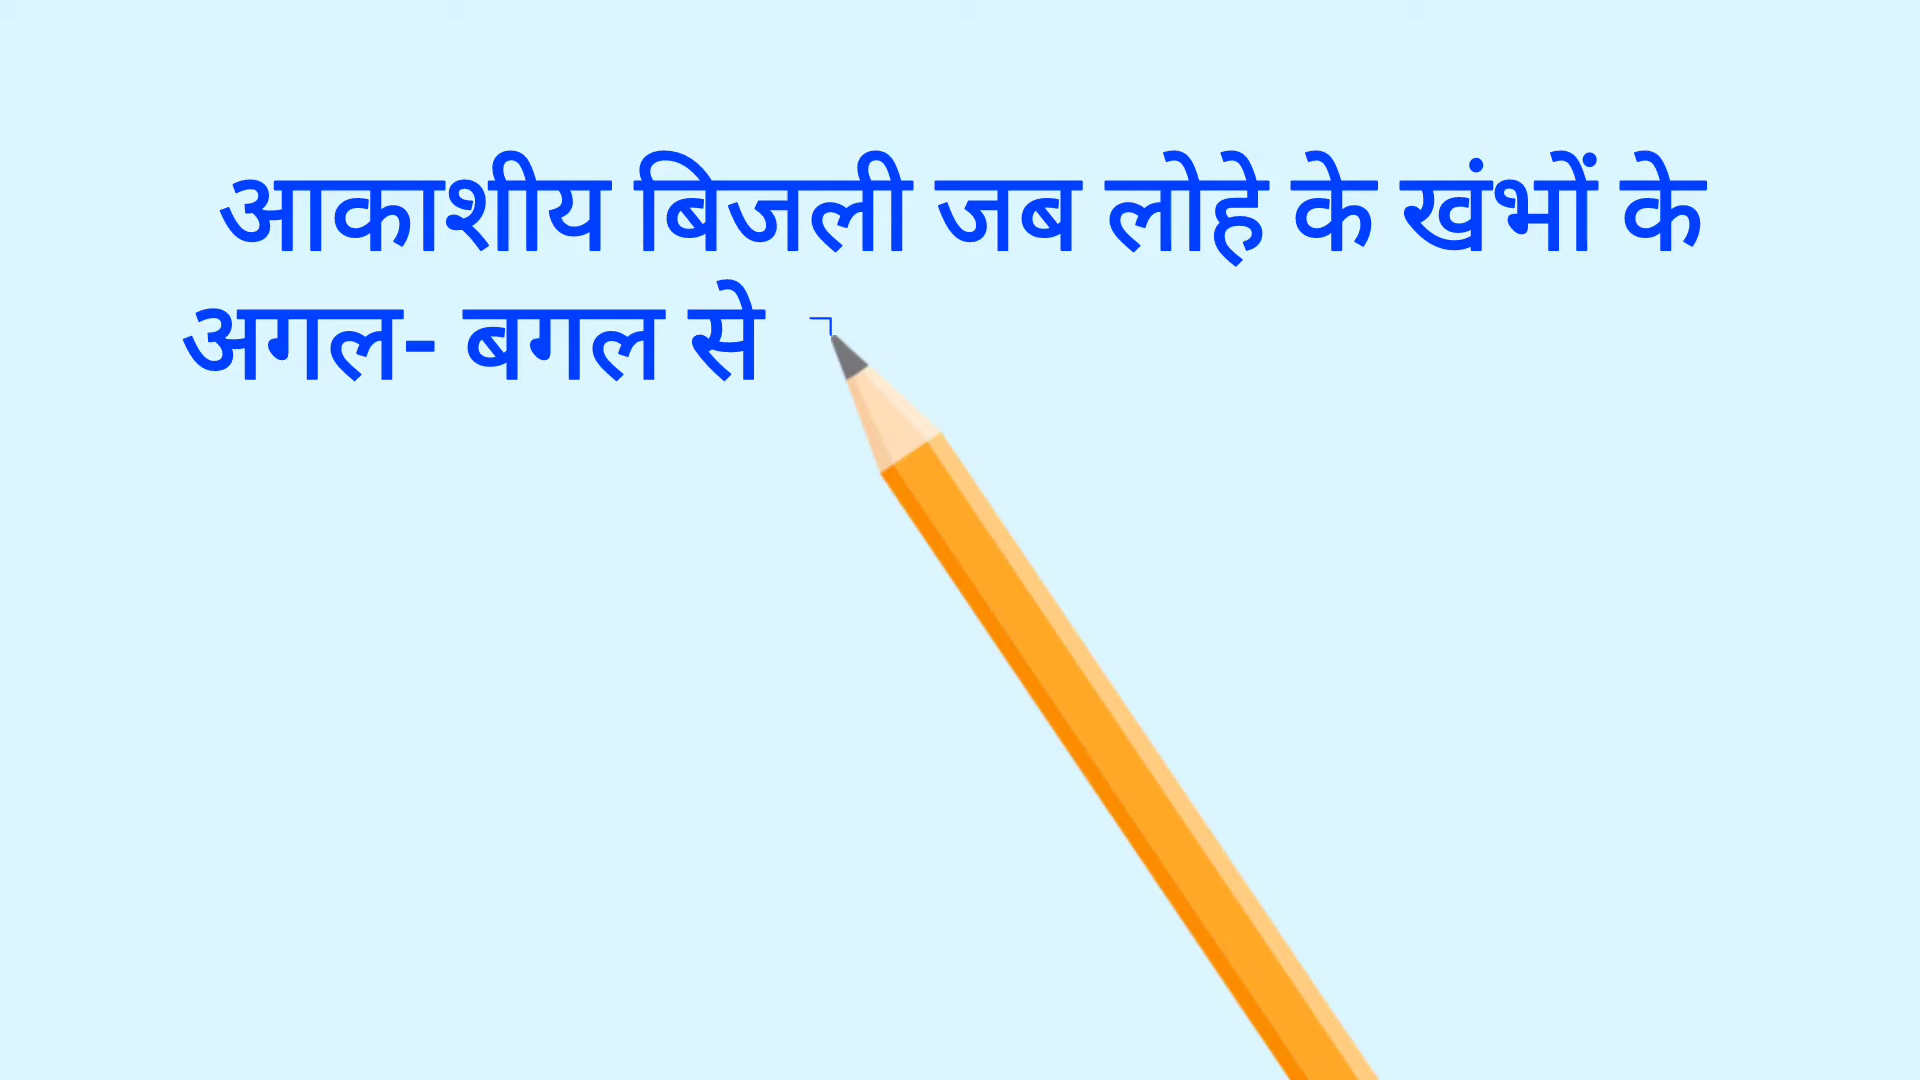 आकाशीय बिजली जब लोहे के खंभों के
अगल- बगल से